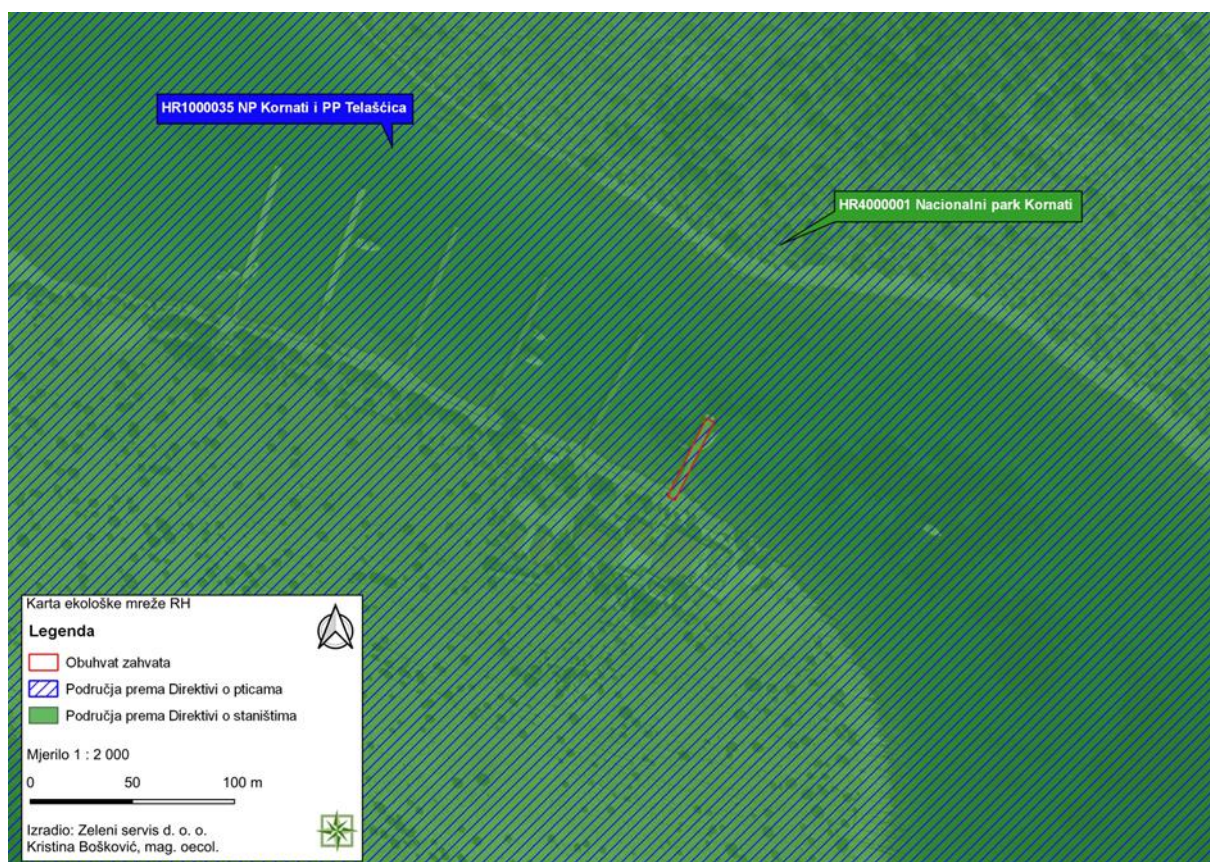 HR1000035 NP Kornati i PP Telašćica
HR4000001 Nacionalni park Kornati
Karta ekološke mreže RH
Legenda
Obuhvat zahvata
Područja prema Direktivi o pticama
Područja prema Direktivi o staništima
Mjerilo 1 : 2 000
0 50 100 m
Izradio: Zeleni servis d. o. o.
Kristina Bošković, mag. oecol.